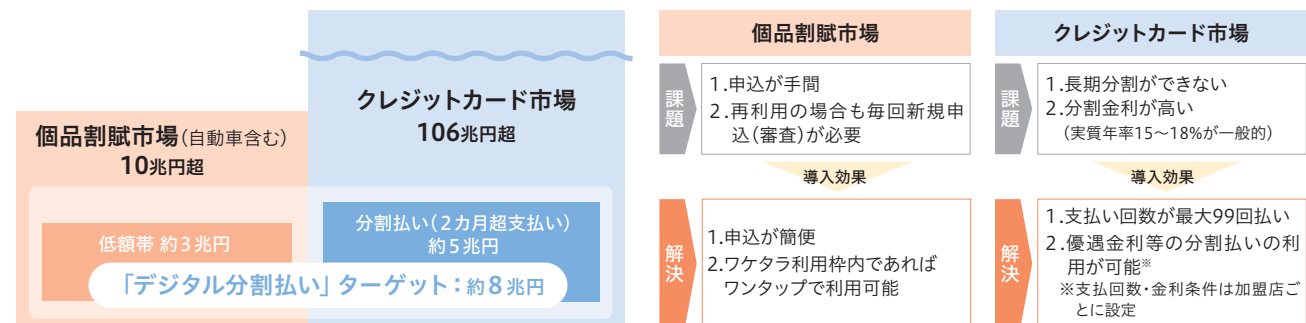 個品割賦市場(自動車含む)
10兆円超
クレジットカード市場
106兆円超
低額帯 約3兆円
分割払い(2カ月超支払い)
約5兆円
「デジタル分割払い」ターゲット:約8兆円
個品割賦市場
課題
1.申込が手間
2.再利用の場合も毎回新規申
込(審査)が必要
導入効果
解決
1.申込が簡便
2.ワケタラ利用枠内であれば
ワンタップで利用可能
クレジットカード市場
課題
1.長期分割ができない
2.分割金利が高い
(実質年率15〜18%が一般的)
導入効果
解決
1.支払い回数が最大99回払い
2.優遇金利等の分割払いの利
用が可能※
※支払回数・金利条件は加盟店ご
とに設定